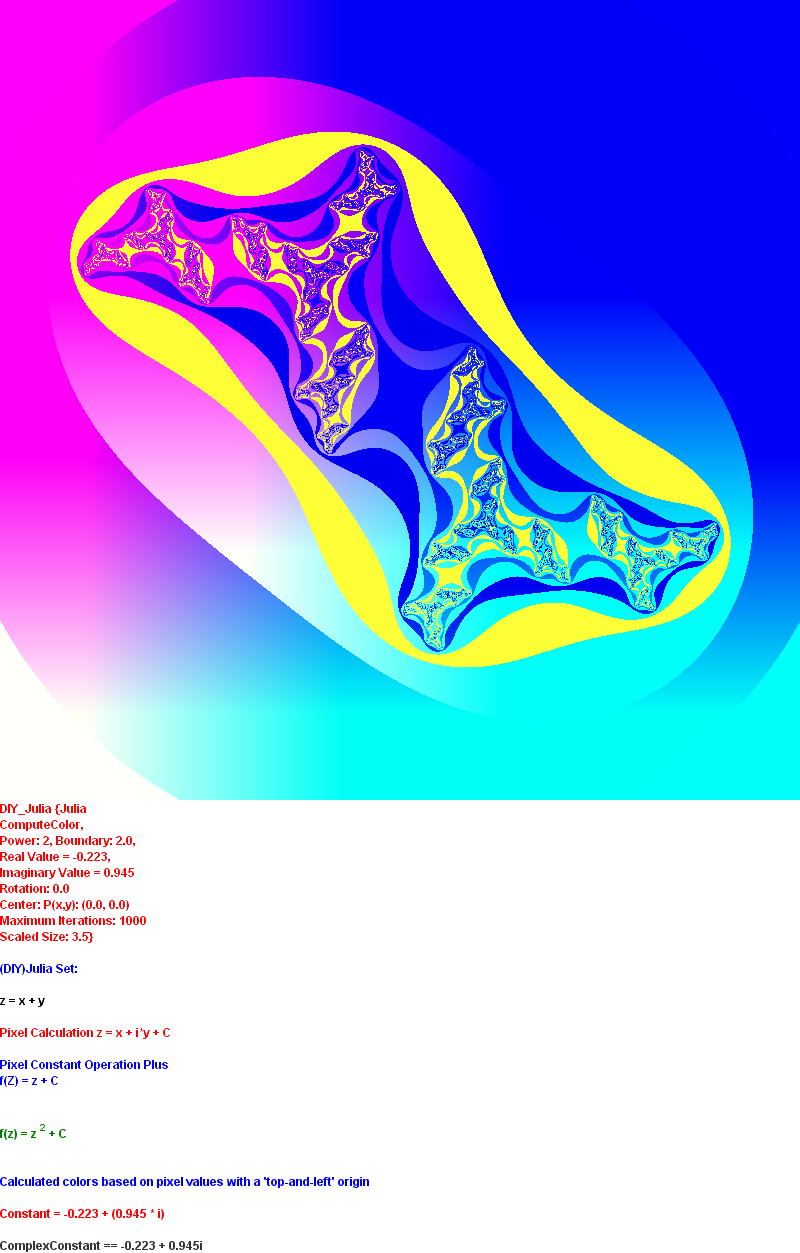 DIY_Julia {Julia
ComputeColor,
Power: 2, Boundary: 2.0,
Real Value = -0.223,
Imaginary Value = 0.945
Rotation: 0.0
Center: P(x,y): (0.0, 0.0)
Maximum Iterations: 1000
Scaled Size: 3.5}
(DIY)Julia Set:
z = x + y
Pixel Calculation z = x + i*y + C
Pixel Constant Operation Plus
f(Z) = z + C
f(z) = z 2 + C
Calculated colors based on pixel values with a 'top-and-left' origin
Constant = -0.223 + (0.945 * i)
ComplexConstant == -0.223 + 0.945i